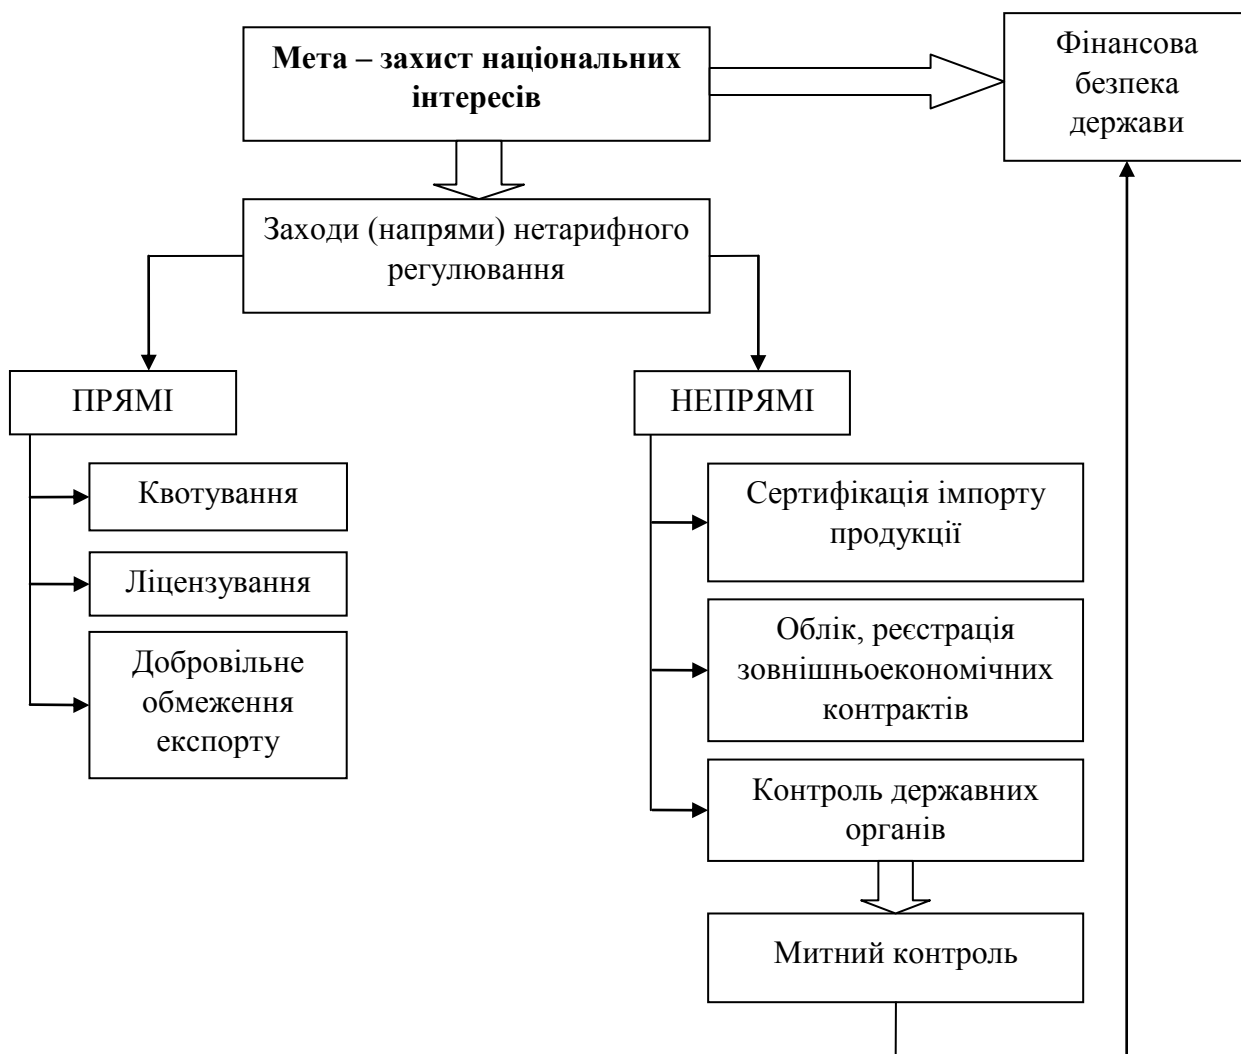 Мета – захист національних
інтересів
Фінансова
безпека
держави
Заходи (напрями) нетарифного
регулювання
ПРЯМІ
НЕПРЯМІ
Квотування
Ліцензування
Добровільне
обмеження
експорту
Сертифікація імпорту
продукції
Облік, реєстрація
зовнішньоекономічних
контрактів
Контроль державних
органів
Митний контроль